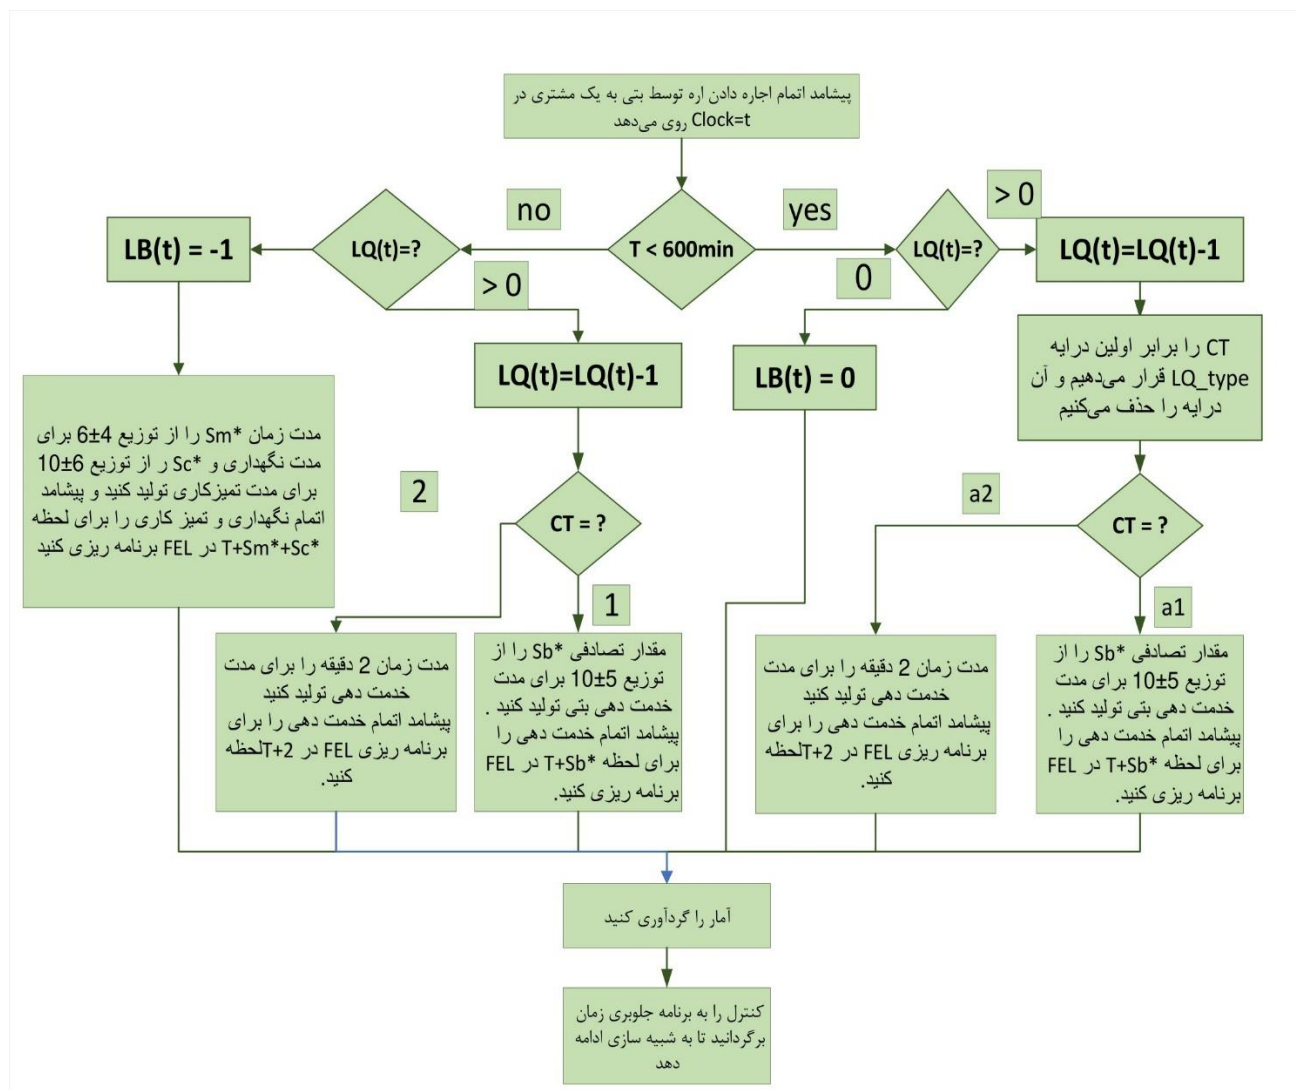 پیشامد اتمام اجاره دادن اره توسط بتی به یک مشتری در
Clock=t روی می‌دهد
no
yes
> 0
LB(t) = -1
LQ(t)=?
T < 600min
LQ(t)=?
LQ(t)=LQ(t)-1
> 0
0
LQ(t)=LQ(t)-1
LB(t) = 0
CT را برابر اولین درایه
LQ_type قرار می‌دهیم و آن
درایه را حذف می‌کنیم
مدت زمان *Sm را از توزیع 4±6 برای
مدت نگهداری و *Sc ر از توزیع 6±10
برای مدت تمیزکاری تولید کنید و پیشامد
اتمام نگهداری و تمیز کاری را برای لحظه
T+Sm*+Sc* در FEL برنامه ریزی کنید
2
CT = ?
a2
CT = ?
1
a1
مدت زمان 2 دقیقه را برای مدت
خدمت دهی تولید کنید
پیشامد اتمام خدمت دهی را برای
لحظهT+2 در FEL برنامه ریزی
کنید.
مقدار تصادفی *Sb را از
توزیع 5±10 برای مدت
خدمت دهی بتی تولید کنید .
پیشامد اتمام خدمت دهی را
برای لحظه *T+Sb در FEL
برنامه ریزی کنید.
مدت زمان 2 دقیقه را برای مدت
خدمت دهی تولید کنید
پیشامد اتمام خدمت دهی را برای
لحظهT+2 در FEL برنامه ریزی
کنید.
مقدار تصادفی *Sb را از
توزیع 5±10 برای مدت
خدمت دهی بتی تولید کنید .
پیشامد اتمام خدمت دهی را
برای لحظه *T+Sb در FEL
برنامه ریزی کنید.
آمار را گردآوری کنید
کنترل را به برنامه جلوبری زمان
برگردانید تا به شبیه سازی ادامه
دهد